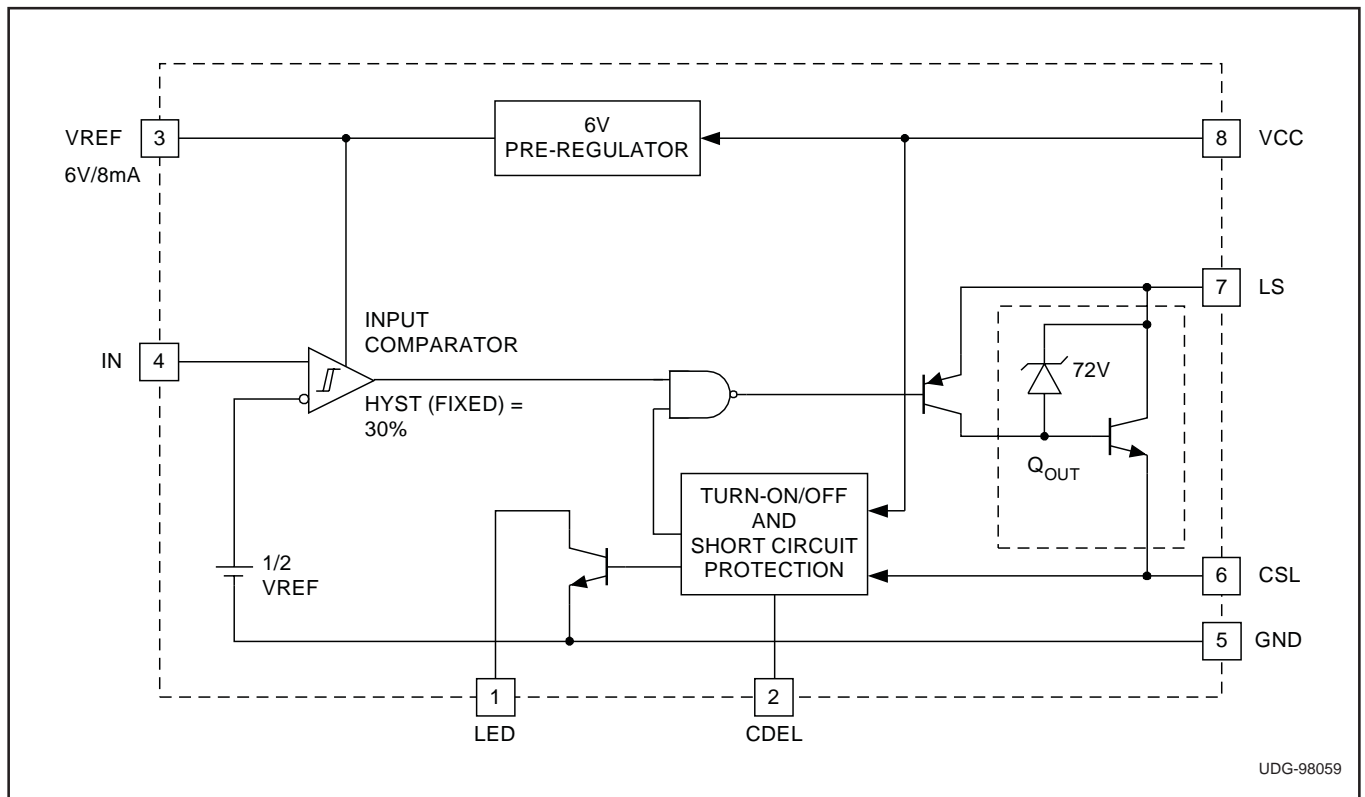 6V
PRE-REGULATOR
VREF
3
6V/8mA
8
VCC
7
LS
INPUT
COMPARATOR
IN
4
HYST (FIXED) =
30%
72V
QOUT
TURN-ON/OFF
AND
SHORT CIRCUIT
PROTECTION
1/2
VREF
6
CSL
5
GND
1
LED
2
CDEL
UDG-98059